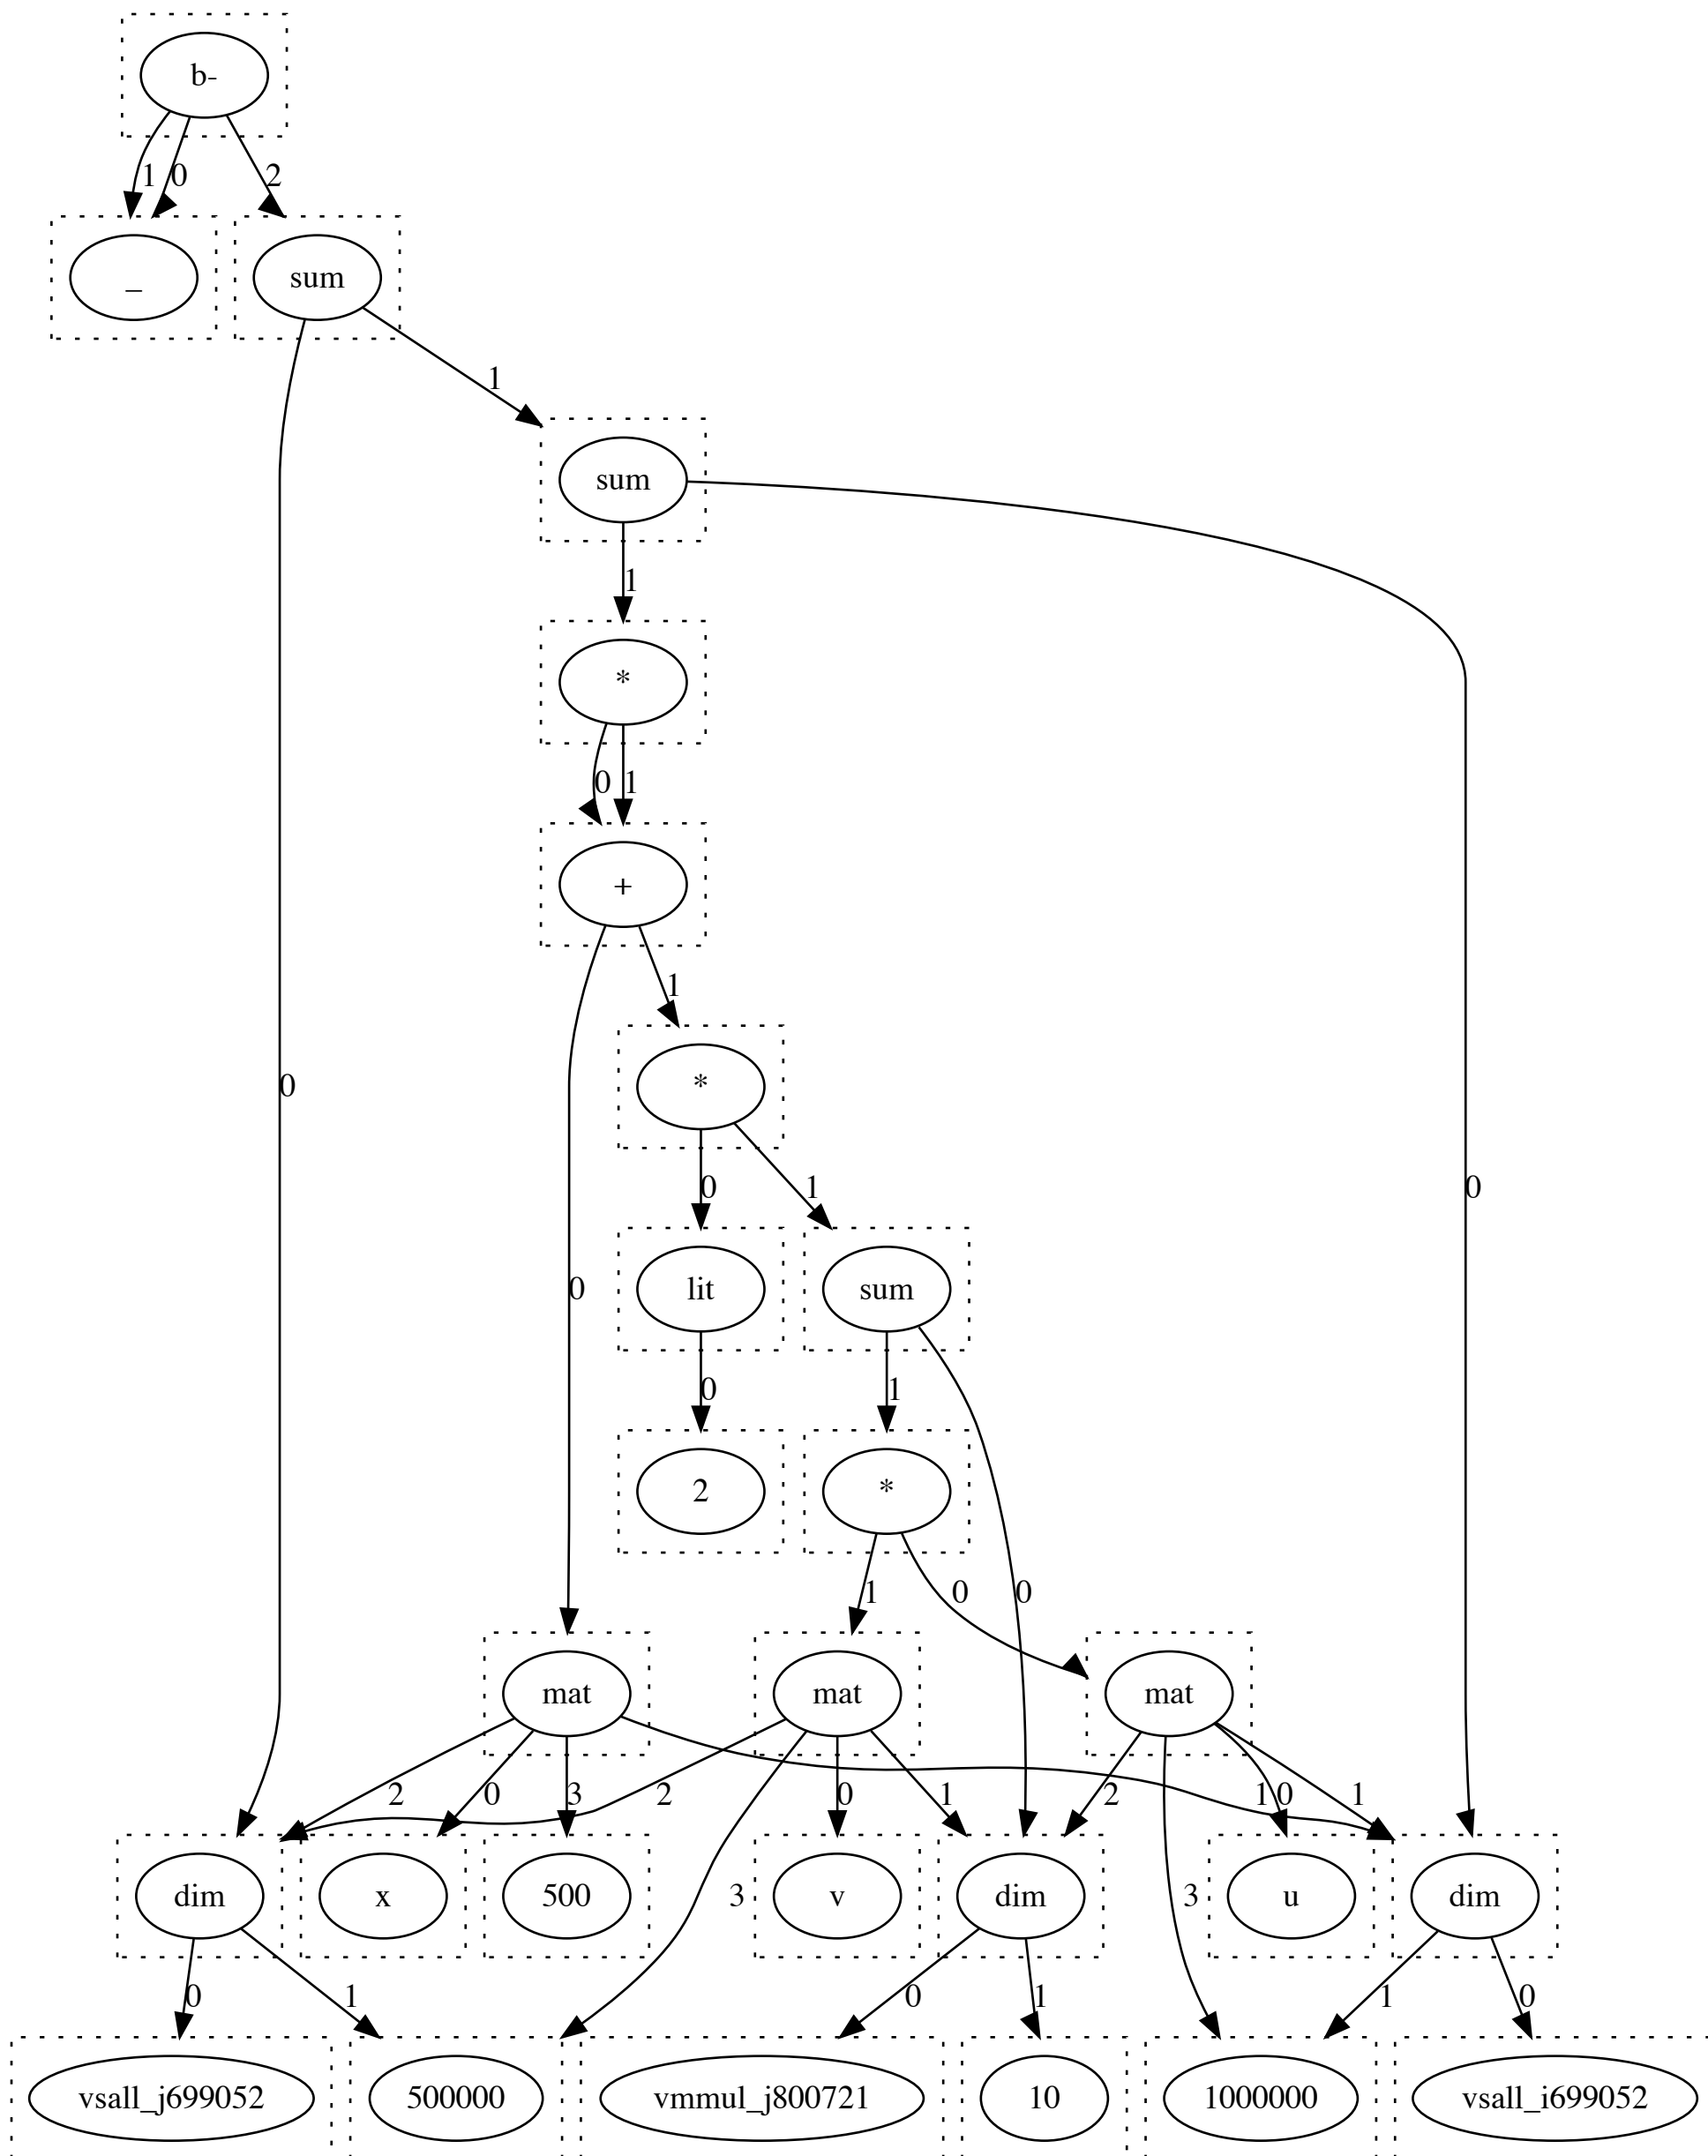 b-
1 0 2
_ sum
1
sum
1
*
0 1
+
1
*
0
0 1 0
0 lit sum
0 1
2 *
1 0 0
mat mat mat
2 0 3 2 0 1 2 1 0 1
dim x 500 3 v dim 3 u dim
0 1 0 1 1 0
vsall_j699052 500000 vmmul_j800721 10 1000000 vsall_i699052